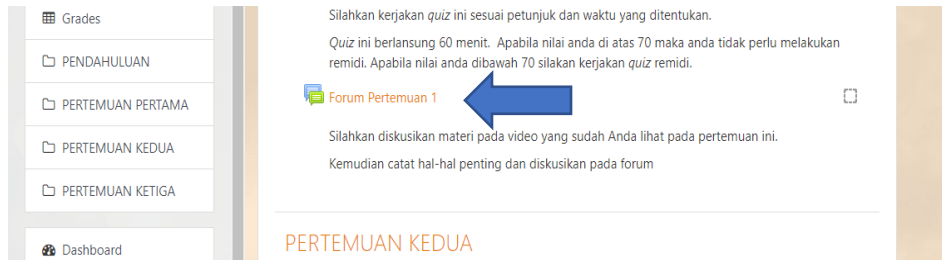 Grades
PENDAHULUAN
PERTEMUAN PERTAMA
PERTEMUAN KEDUA
PERTEMUAN KETIGA
Dashboard
Silahkan kerjakan quiz ini sesuai petunjuk dan waktu yang ditentukan.
Quiz ini berlansung 60 menit. Apabila nilai anda di atas 70 maka anda tidak perlu melakukan
remidi. Apabila nilai anda dibawah 70 silakan kerjakan quiz remidi.
Forum Pertemuan 1
Silahkan diskusikan materi pada video yang sudah Anda lihat pada pertemuan ini.
Kemudian catat hal-hal penting dan diskusikan pada forum
PERTEMUAN KEDUA